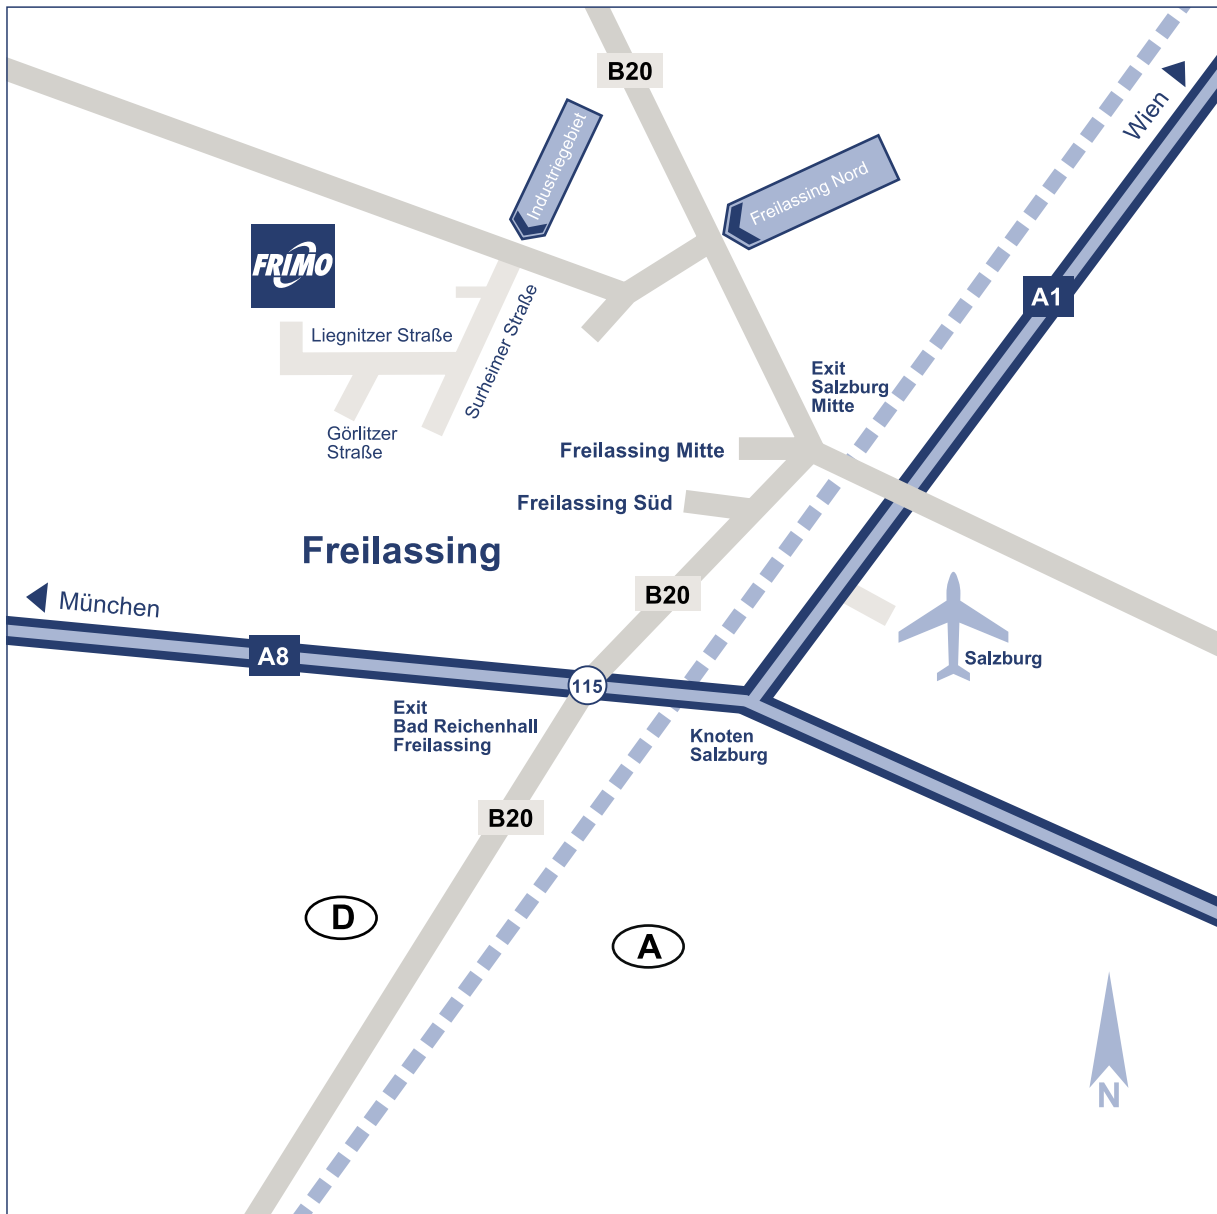 B20
Wien
Industriegebiet
Freilassing Nord
FRIMO
A1
Liegnitzer Straße
Surheimer Straße
Exit
Salzburg
Mitte
Görlitzer
Straße
Freilassing Mitte
Freilassing Süd
Freilassing
München
B20
A8
Salzburg
115
Exit
Bad Reichenhall
Freilassing
Knoten
Salzburg
B20
D
A
N